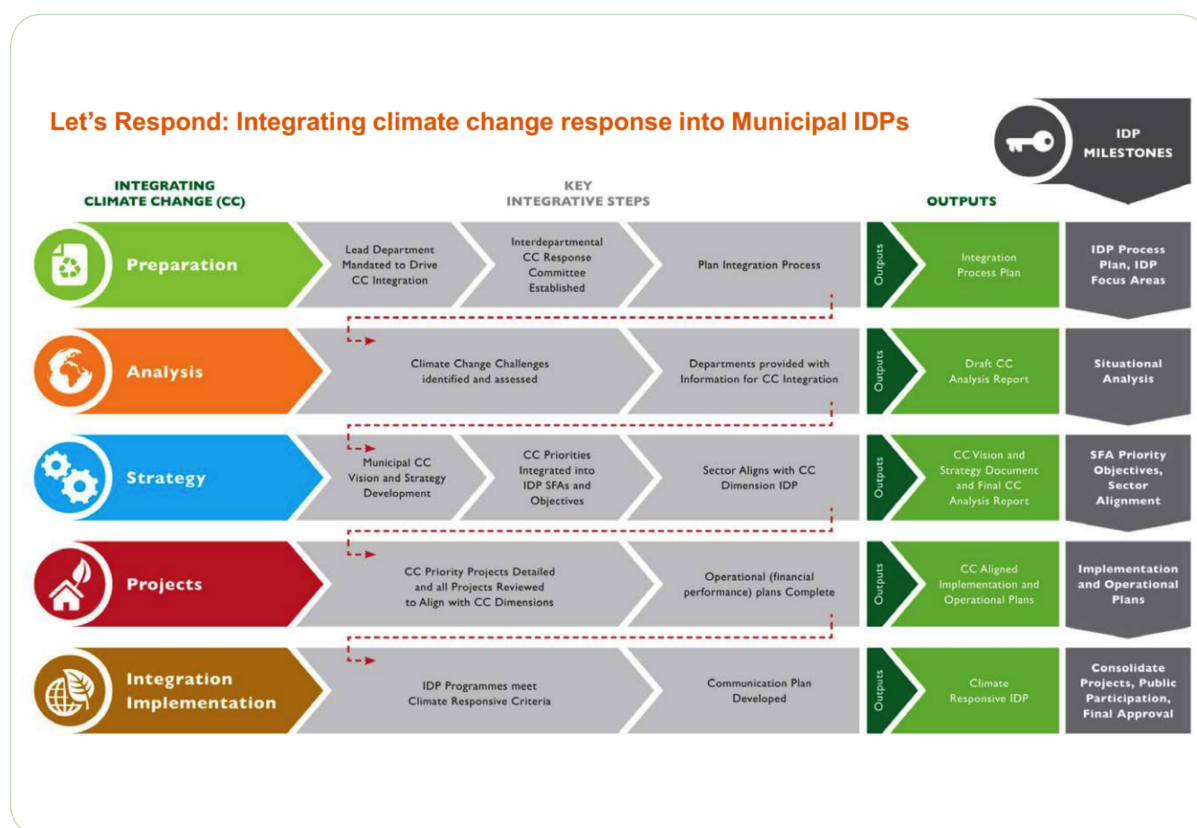 Let's Respond: Integrating climate change response into Municipal IDPs
IDP
MILESTONES
INTEGRATING
CLIMATE CHANGE (CC)
KEY
INTEGRATIVE STEPS
OUTPUTS
Preparation
Lead Department
Mandated to Drive
CC Integration
Interdepartmental
CC Response
Committee
Established
Plan Integration Process
Outputs
Integration
Process Plan
IDP Process
Plan, IDP
Focus Areas
Analysis
Climate Change Challenges
identified and assessed
Departments provided with
Information for CC Integration
Outputs
Draft CC
Analysis Report
Situational
Analysis
Strategy
Municipal CC
Vision and Strategy
Development
CC Priorities
Integrated into
IDP SFAs and
Objectives
Sector Aligns with CC
Dimension IDP
Outputs
CC Vision and
Strategy Document
and Final CC
Analysis Report
SFA Priority
Objectives,
Sector
Alignment
Projects
CC Priority Projects Detailed
and all Projects Reviewed
to Align with CC Dimensions
Operational (financial
performance) plans Complete
Outputs
CC Aligned
Implementation and
Operational Plans
Implementation
and Operational
Plans
Integration
Implementation
IDP Programmes meet
Climate Responsive Criteria
Communication Plan
Developed
Outputs
Climate
Responsive IDP
Consolidate
Projects, Public
Participation,
Final Approval